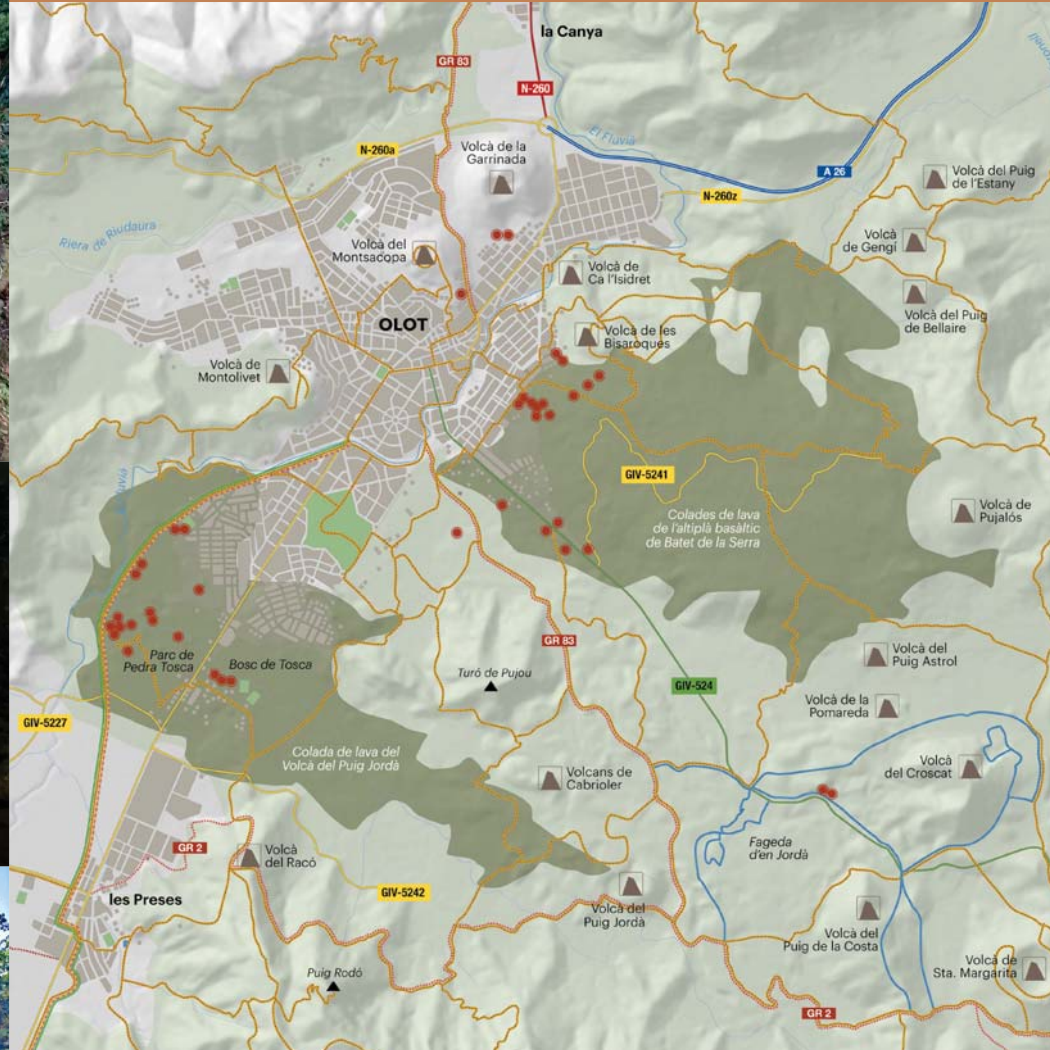 la Canya
GR 83
N-260
El Fluvià
N-260a
Volcà de la
Garrinada
A 26
Volcà del Puig
de l'Estany
N-260z
Riera de Riudaura
Volcà del
Montsacopa
Volcà
de Gengí
Volcà de
Ca l'Isidret
Volcà del Puig
de Bellaire
OLOT
Volcà de les
Bisaroques
Volcà de
Montolivet
GIV-5241
Colades de lava
de l'altiplà basàltic
de Batet de la Serra
Volcà de
Pujalós
GR 83
Parc de
Pedra Tosca
Bosc de Tosca
Turó de Pujou
Volcà del
Puig Astrol
GIV-524
Volcà de la
Pomareda
GIV-5227
Colada de lava del
Volcà del Puig Jordà
Volcans de
Cabrioler
Volcà
del Croscat
GR 2
Volcà
del Racó
Fageda
d'en Jordà
GIV-5242
les Preses
Volcà del
Puig Jordà
Volcà del
Puig de la Costa
Puig Rodó
Volcà de
Sta. Margarita
GR 2